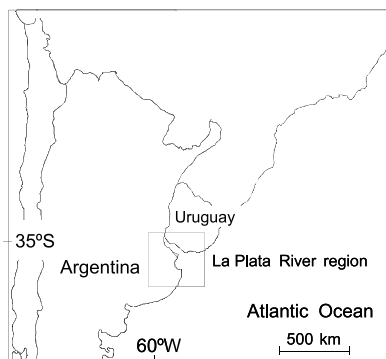 Uruguay
35ºS
La Plata River region
Argentina
Atlantic Ocean
60ºW
500 km